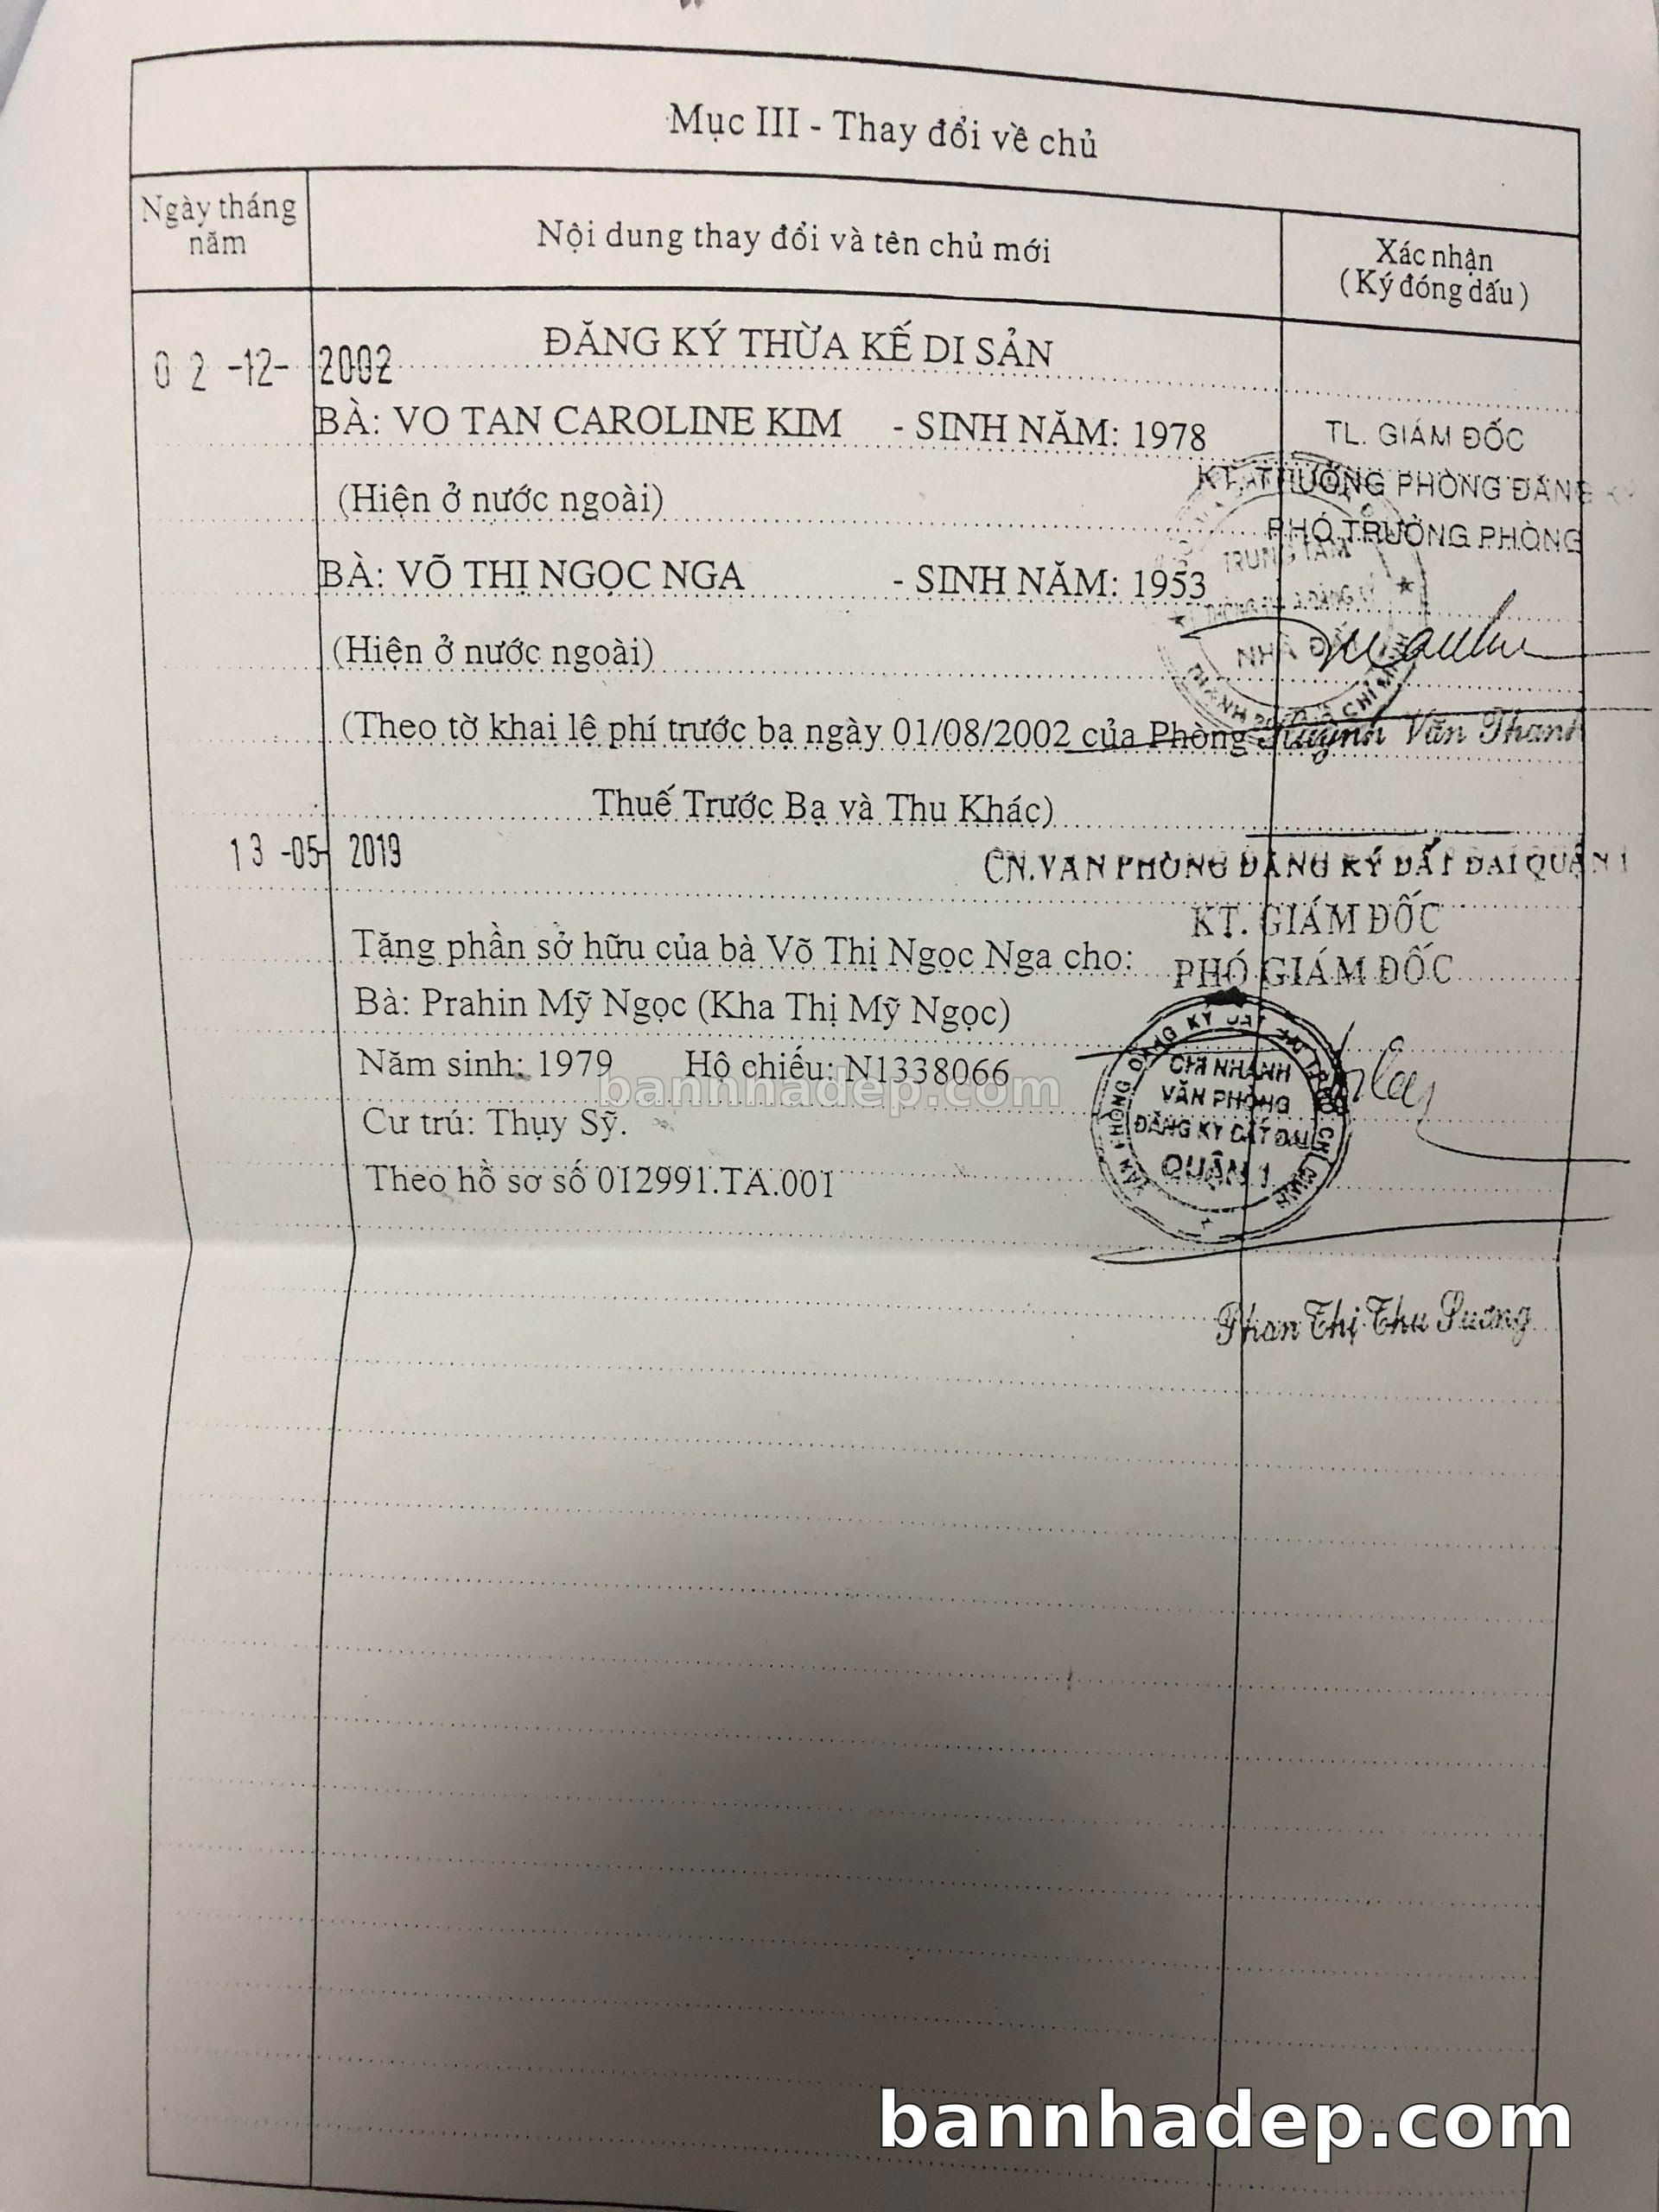 Mục III - Thay đổi về chủ
Ngày tháng năm
Nội dung thay đổi và tên chủ mới
Xác nhận
(Ký đóng dấu)
02-12-2002
ĐĂNG KÝ THỪA KẾ DI SẢN
BÀ: VO TAN CAROLINE KIM - SINH NĂM: 1978
TL. GIÁM ĐỐC
(Hiện ở nước ngoài)
KT. TRƯỞNG PHÒNG ĐĂNG KÝ
PHÓ TRƯỞNG PHÒNG
TRUNG TÂM
BÀ: VÕ THỊ NGỌC NGA - SINH NĂM: 1953
NHÀ ĐẤT
(Hiện ở nước ngoài)
(Theo tờ khai lệ phí trước bạ ngày 01/08/2002 của Phòng
Huỳnh Văn Thanh
Thuế Trước Bạ và Thu Khác)
13-05-2019
CN.VĂN PHÒNG ĐĂNG KÝ ĐẤT ĐAI QUẬN 1
KT. GIÁM ĐỐC
Tặng phần sở hữu của bà Võ Thị Ngọc Nga cho:
PHÓ GIÁM ĐỐC
Bà: Prahin Mỹ Ngọc (Kha Thị Mỹ Ngọc)
Năm sinh: 1979 Hộ chiếu: N1338066
bannhadep.com
Cư trú: Thụy Sỹ.
CHI NHÁNH
VĂN PHÒNG
ĐĂNG KÝ ĐẤT ĐAI
QUẬN 1
Theo hồ sơ số 012991.TA.001
Phan Thị Thu Sương
bannhadep.com